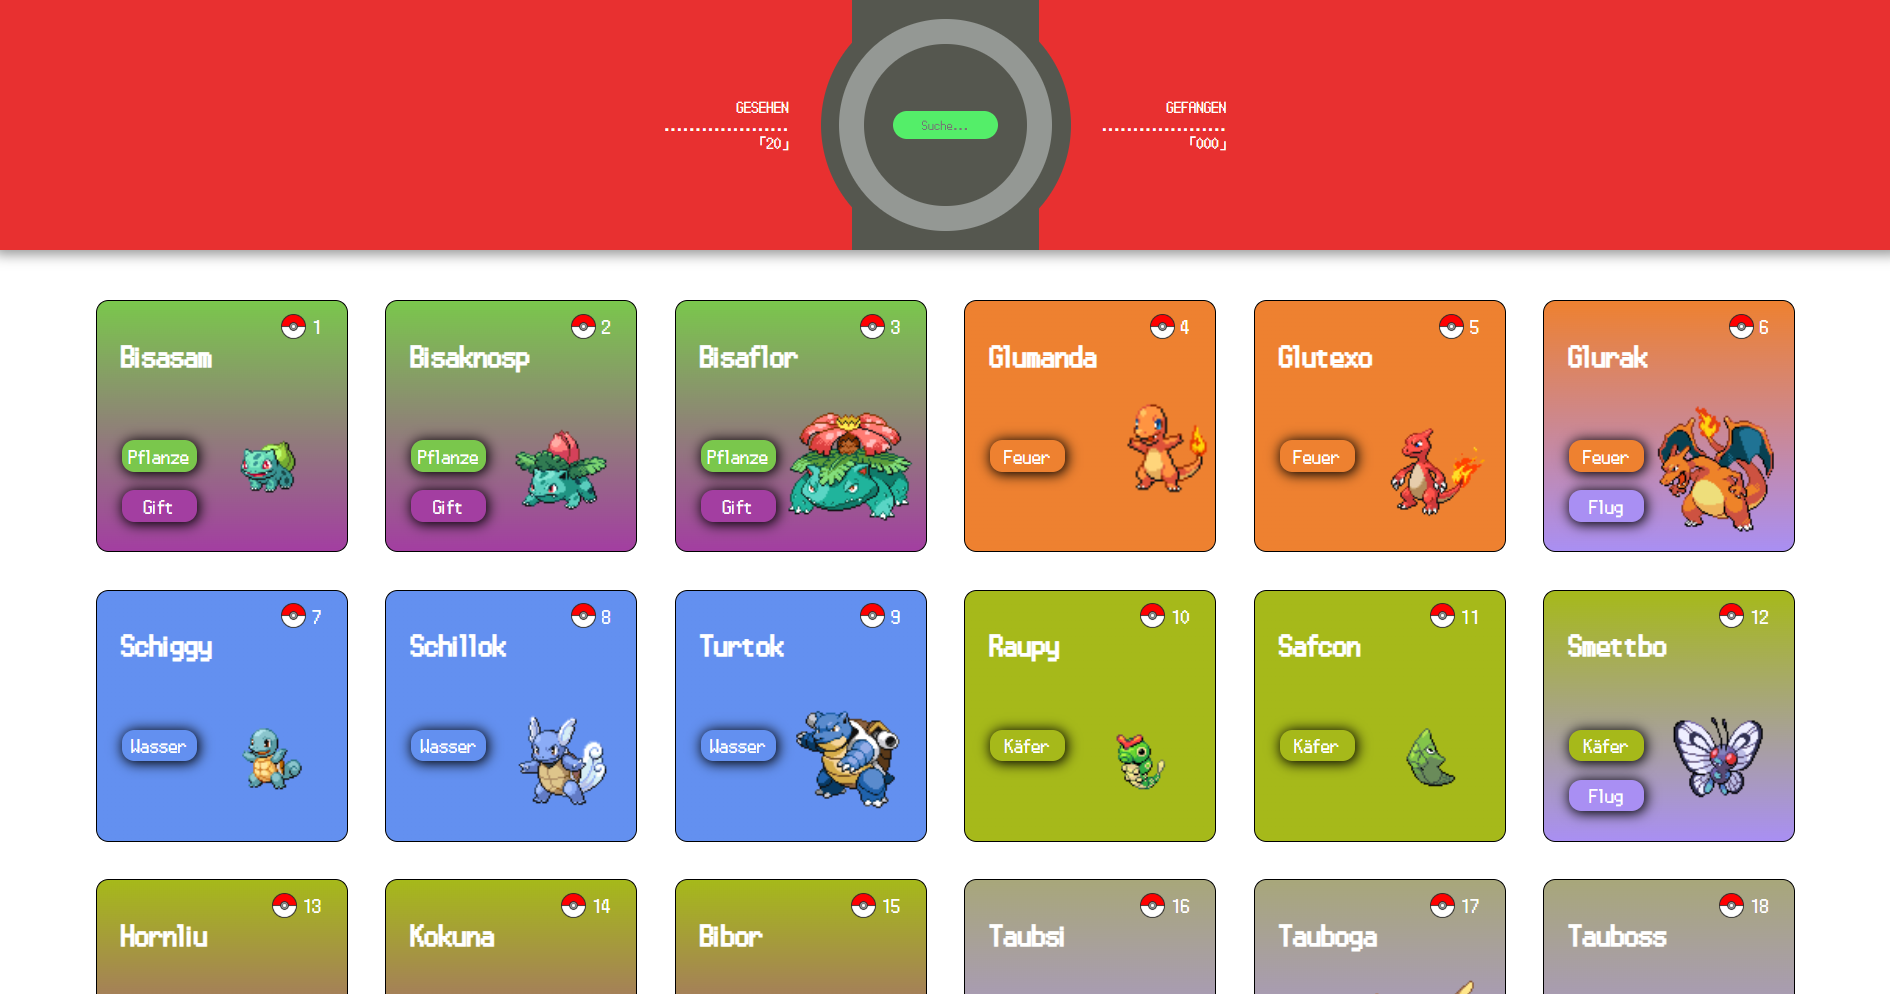 GESEHEN
「20」
Suche...
GEFANGEN
「000」
1
Bisasam
Pflanze
Gift
2
Bisaknosp
Pflanze
Gift
3
Bisaflor
Pflanze
Gift
4
Glumanda
Feuer
5
Glutexo
Feuer
6
Glurak
Feuer
Flug
7
Schiggy
Wasser
8
Schillok
Wasser
9
Turtok
Wasser
10
Raupy
Käfer
11
Safcon
Käfer
12
Smettbo
Käfer
Flug
13
Hornliu
14
Kokuna
15
Bibor
16
Taubsi
17
Tauboga
18
Tauboss